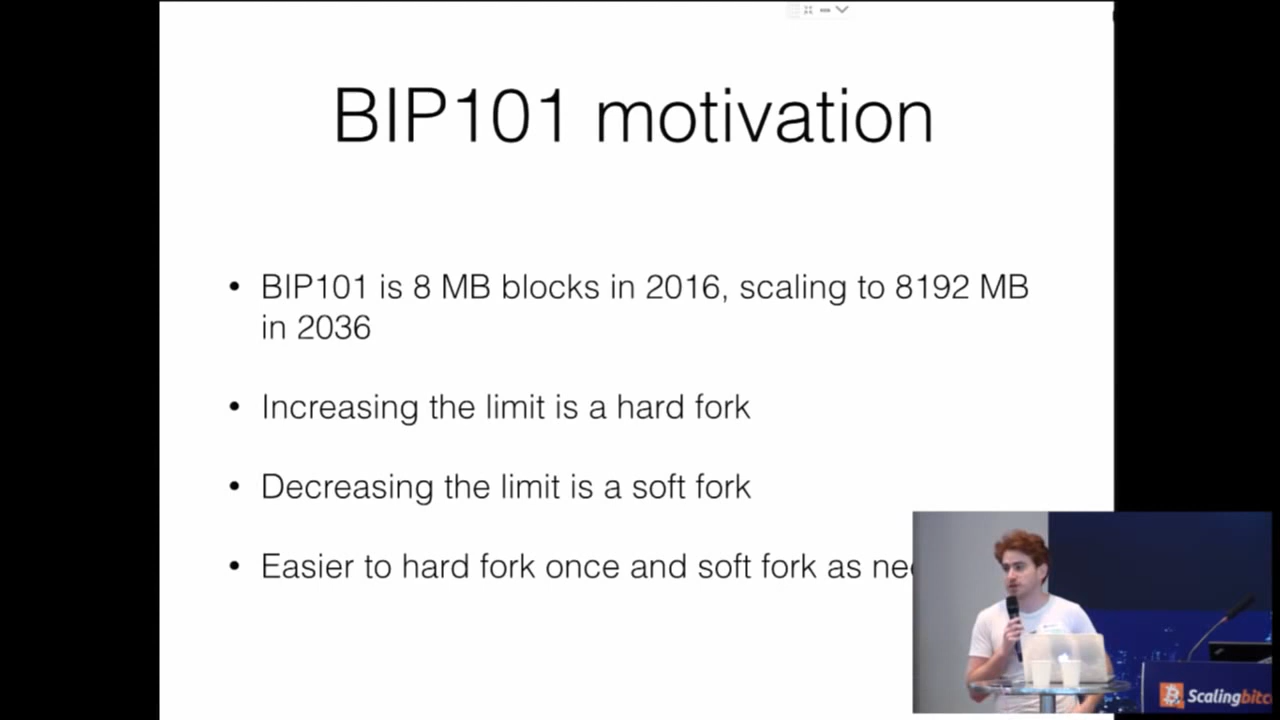 BIP101 motivation
• BIP101 is 8 MB blocks in 2016, scaling to 8192 MB
in 2036
• Increasing the limit is a hard fork
• Decreasing the limit is a soft fork
• Easier to hard fork once and soft fork as
Scalingbitc